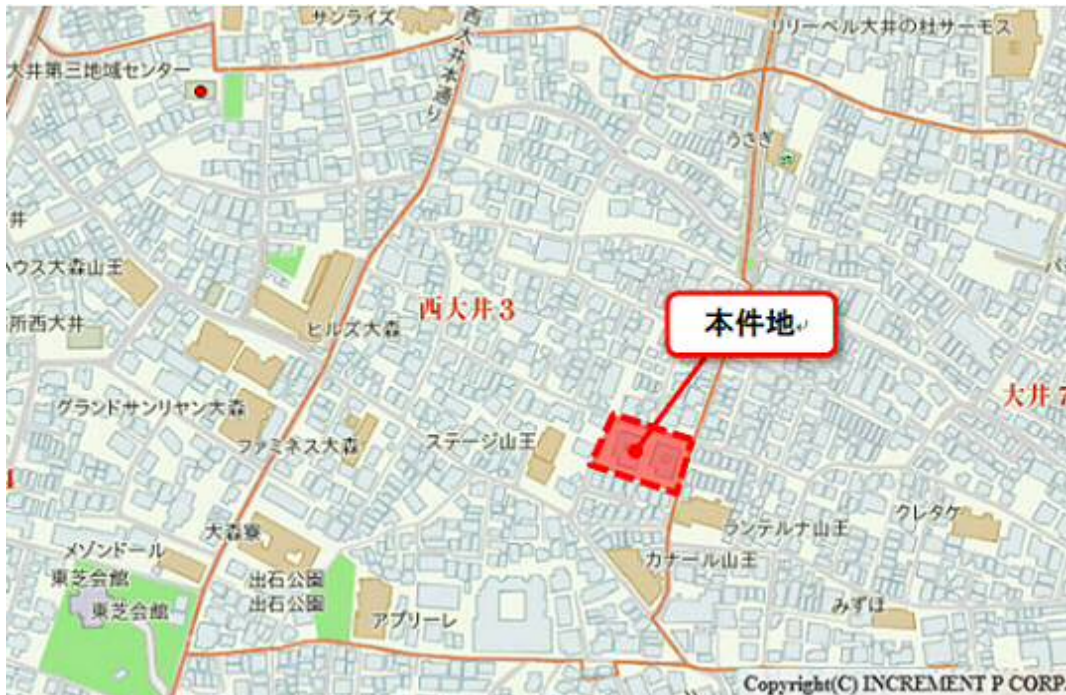 サンライズ
リリーベル大井の杜サーモス
大井第三地域センター
西大井本通り
うさぎ
井
ハウス大森山王
西大井3
本件地
所西大井
ヒルズ大森
大井7
グランドサンリヤン大森
ファミネス大森
ステージ山王
クレタケ
ランテルナ山王
大森寮
カナール山王
メゾンドール
東芝会館
出石公園
東芝会館
出石公園
アプリーレ
みずほ
Copyright(C) INCREMENT P CORP.